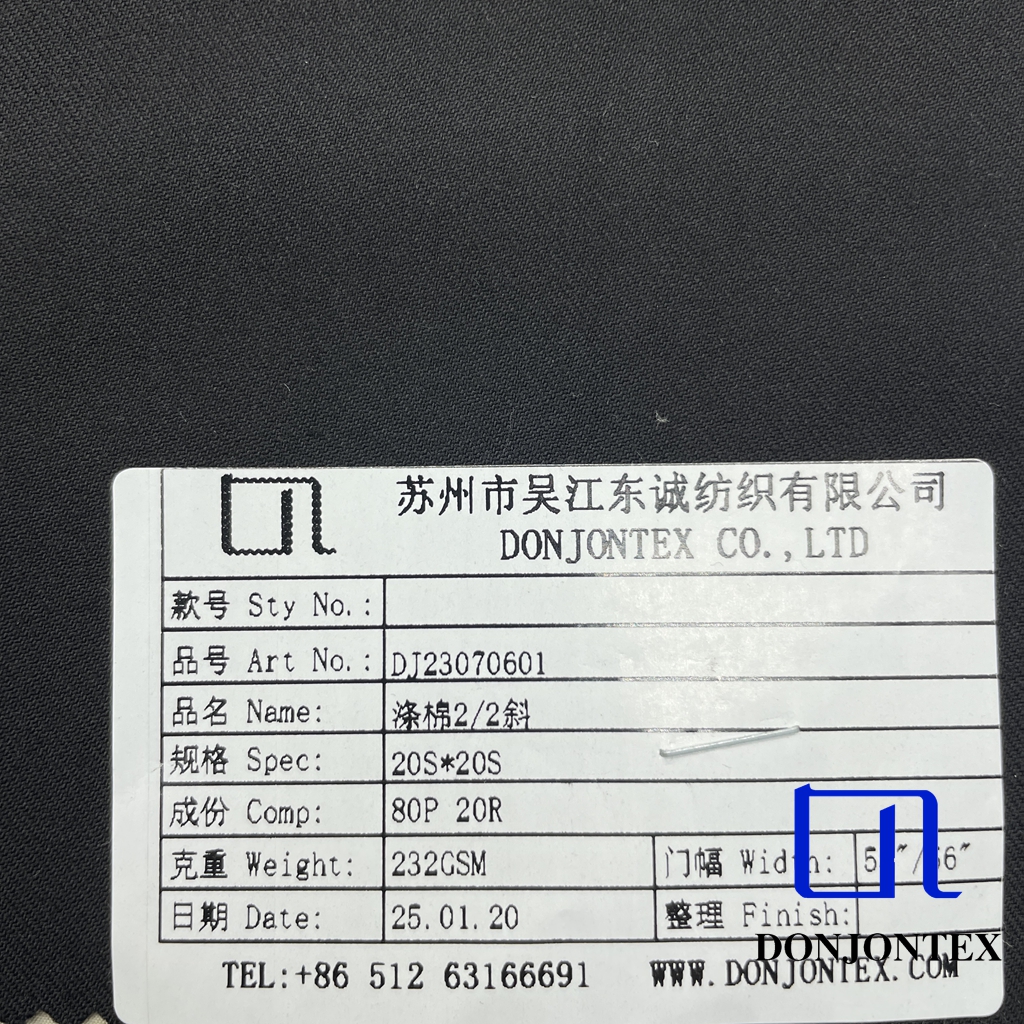 苏州市吴江东诚纺织有限公司
DONJONTEX CO.,LTD
款号 Sty No.:
品号 Art No.: DJ23070601
品名 Name: 涤棉2/2斜
规格 Spec: 20S*20S
成份 Comp: 80P 20R
克重 Weight: 232GSM 门幅 Width:
日期 Date: 25.01.20 整理 Finish:
DONJONTEX
TEL:+86 512 63166691 WWW.DONJONTEX.COM